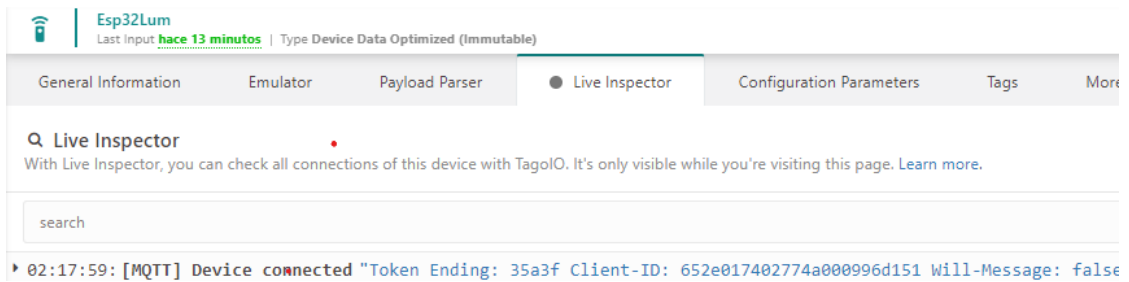 Esp32Lum
Last Input hace 13 minutos | Type Device Data Optimized (Immutable)
General Information Emulator Payload Parser Live Inspector Configuration Parameters Tags More
Live Inspector
With Live Inspector, you can check all connections of this device with TagoIO. It's only visible while you're visiting this page. Learn more.
search
02:17:59: [MQTT] Device connected "Token Ending: 35a3f Client-ID: 652e017402774a000996d151 Will-Message: false